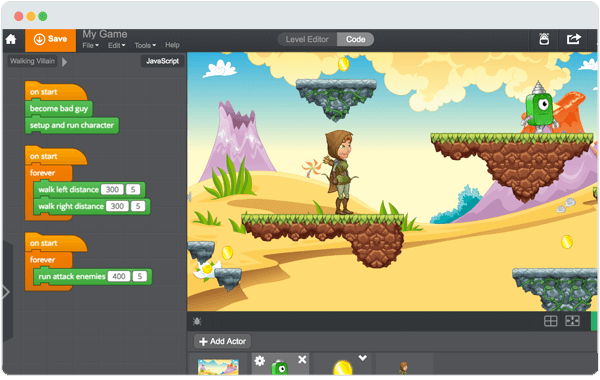 Save
My Game
File Edit Tools Help
Level Editor Code
Walking Villain
JavaScript
on start
become bad guy
setup and run character
on start
forever
walk left distance 300 5
walk right distance 300 5
on start
forever
run attack enemies 400 5
+ Add Actor